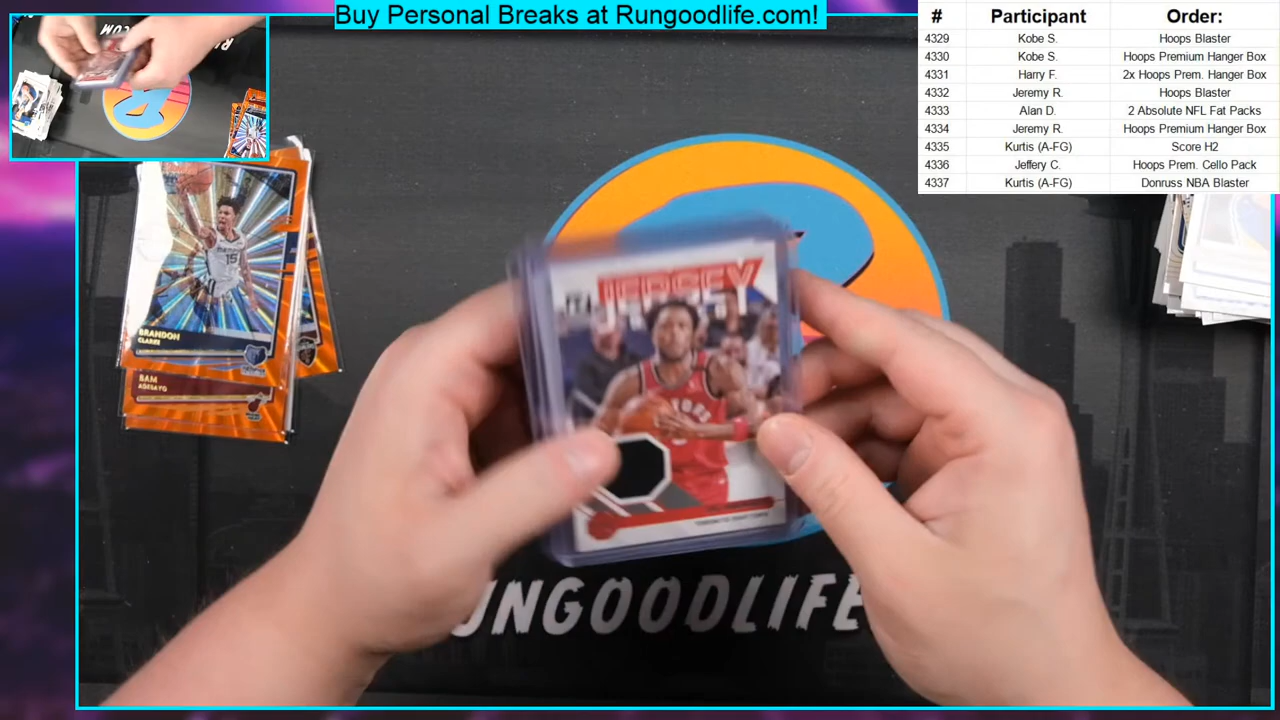 Buy Personal Breaks at Rungoodlife.com!
# Participant Order:
4329 Kobe S. Hoops Blaster
4330 Kobe S. Hoops Premium Hanger Box
4331 Harry F. 2x Hoops Prem. Hanger Box
4332 Jeremy R. Hoops Blaster
4333 Alan D. 2 Absolute NFL Fat Packs
4334 Jeremy R. Hoops Premium Hanger Box
4335 Kurtis (A-FG) Score H2
4336 Jeffery C. Hoops Prem. Cello Pack
4337 Kurtis (A-FG) Donruss NBA Blaster
15
BRANDON
CLARKE
BAM
ADEBAYO
JERSEY
UNGOODLIFE